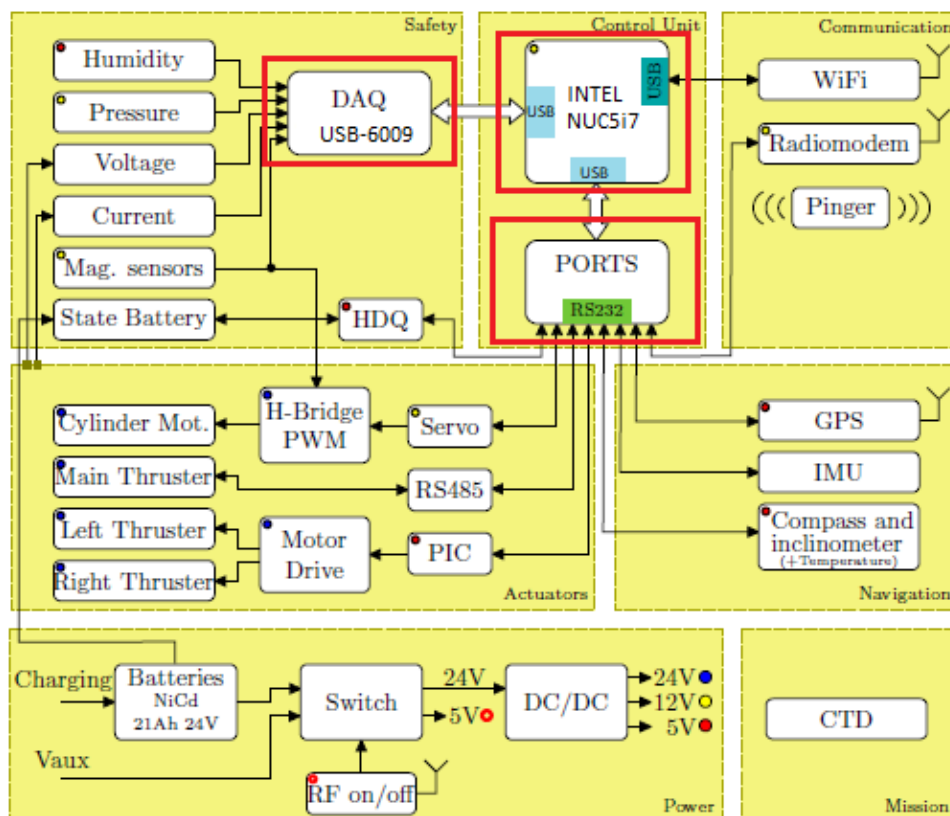 Safety
Humidity
Pressure
Voltage
Current
Mag. sensors
State Battery
HDQ
DAQ
USB-6009
Control Unit
USB
INTEL
NUC5i7
USB
USB
PORTS
RS232
Communication
WiFi
Radiomodem
((( Pinger )))
Cylinder Mot.
Main Thruster
Left Thruster
Right Thruster
H-Bridge
PWM
Motor
Drive
Servo
RS485
PIC
Actuators
GPS
IMU
Compass and
inclinometer
(+Temperature)
Navigation
Charging
Vaux
Batteries
NiCd
21Ah 24V
Switch
RF on/off
24V
5V
DC/DC
24V
12V
5V
Power
CTD
Mission